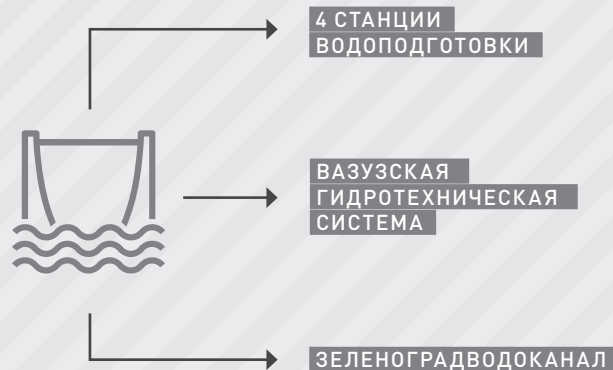 4 СТАНЦИИ
ВОДОПОДГОТОВКИ
ВАЗУЗСКАЯ
ГИДРОТЕХНИЧЕСКАЯ
СИСТЕМА
ЗЕЛЕНОГРАДВОДОКАНАЛ